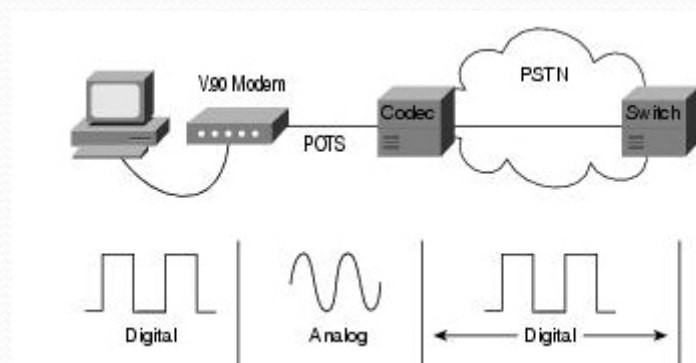 V.90 Modem
PSTN
Codec
Switch
POTS
Digital
Analog
Digital